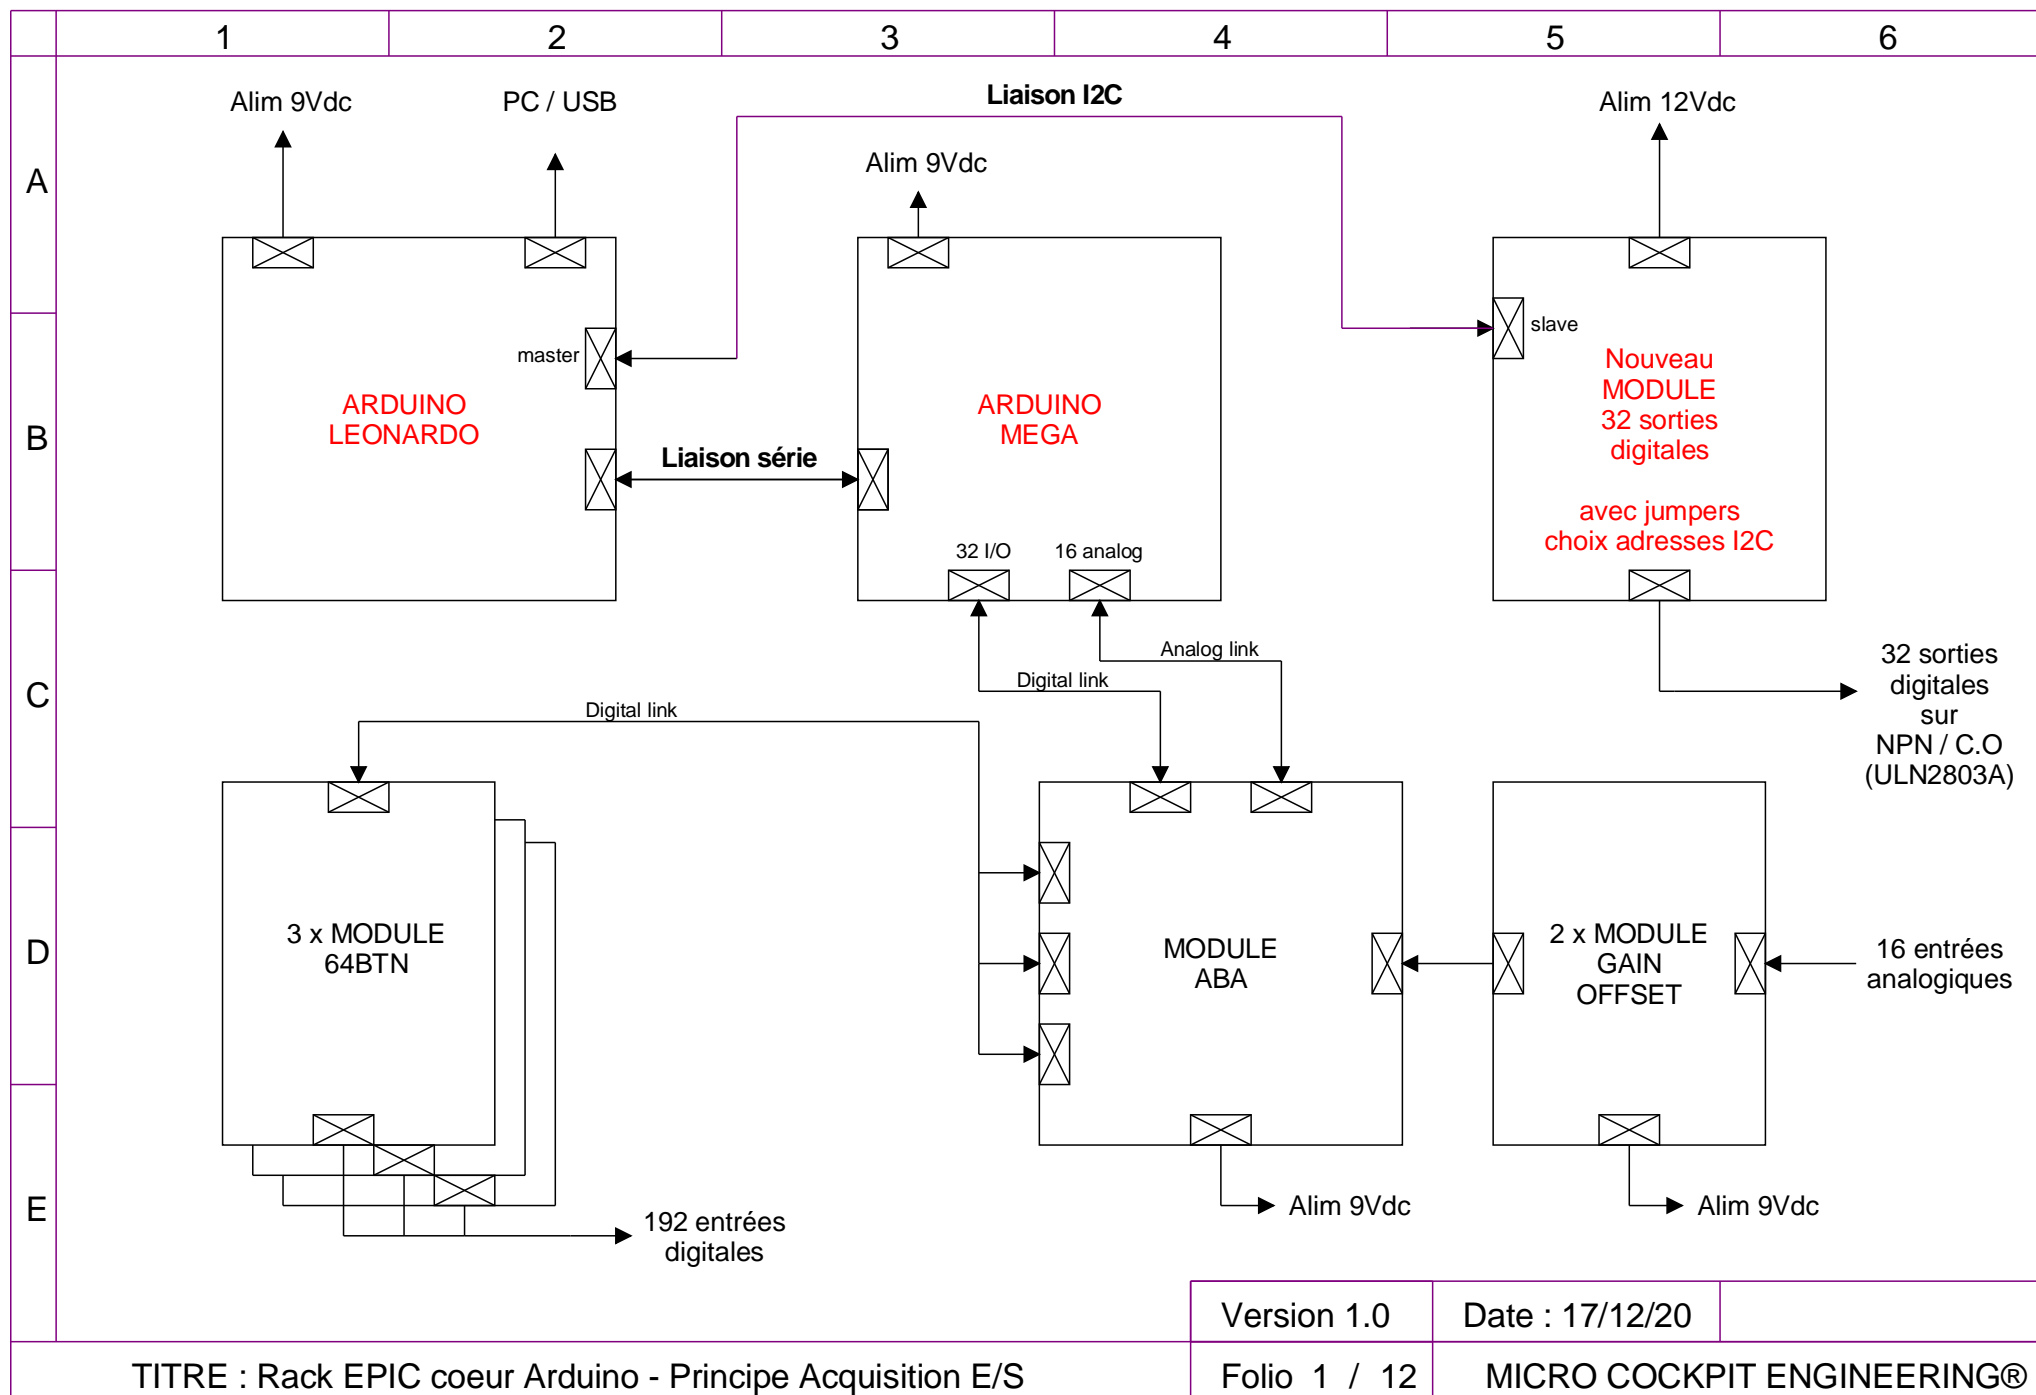 1 2 3 4 5 6
A
B
C
D
E
Alim 9Vdc
PC / USB
Liaison I2C
Alim 9Vdc
Alim 12Vdc
master
slave
ARDUINO
LEONARDO
Liaison série
ARDUINO
MEGA
32 I/O
16 analog
Nouveau
MODULE
32 sorties
digitales
avec jumpers
choix adresses I2C
Analog link
Digital link
Digital link
32 sorties
digitales
sur
NPN / C.O
(ULN2803A)
3 x MODULE
64BTN
MODULE
ABA
2 x MODULE
GAIN
OFFSET
16 entrées
analogiques
192 entrées
digitales
Alim 9Vdc
Alim 9Vdc
Version 1.0
Date : 17/12/20
TITRE : Rack EPIC coeur Arduino - Principe Acquisition E/S
Folio 1 / 12
MICRO COCKPIT ENGINEERING®